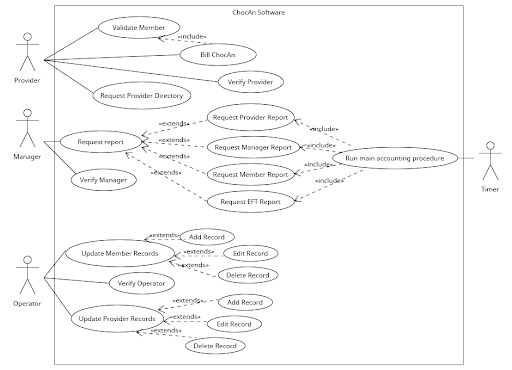 ChocAn Software
Validate Member
«include»
Bill ChocAn
Provider
Verify Provider
Request Provider Directory
Request Provider Report
«extends»
«include»
Request report
«extends»
Request Manager Report
«include»
Manager
«extends»
Run main accounting procedure
«include»
Request Member Report
Verify Manager
«extends»
«include»
Timer
Request EFT Report
«extends»
Add Record
Update Member Records
«extends»
Edit Record
«extends»
Delete Record
Verify Operator
Operator
«extends»
Add Record
Update Provider Records
«extends»
Edit Record
«extends»
Delete Record